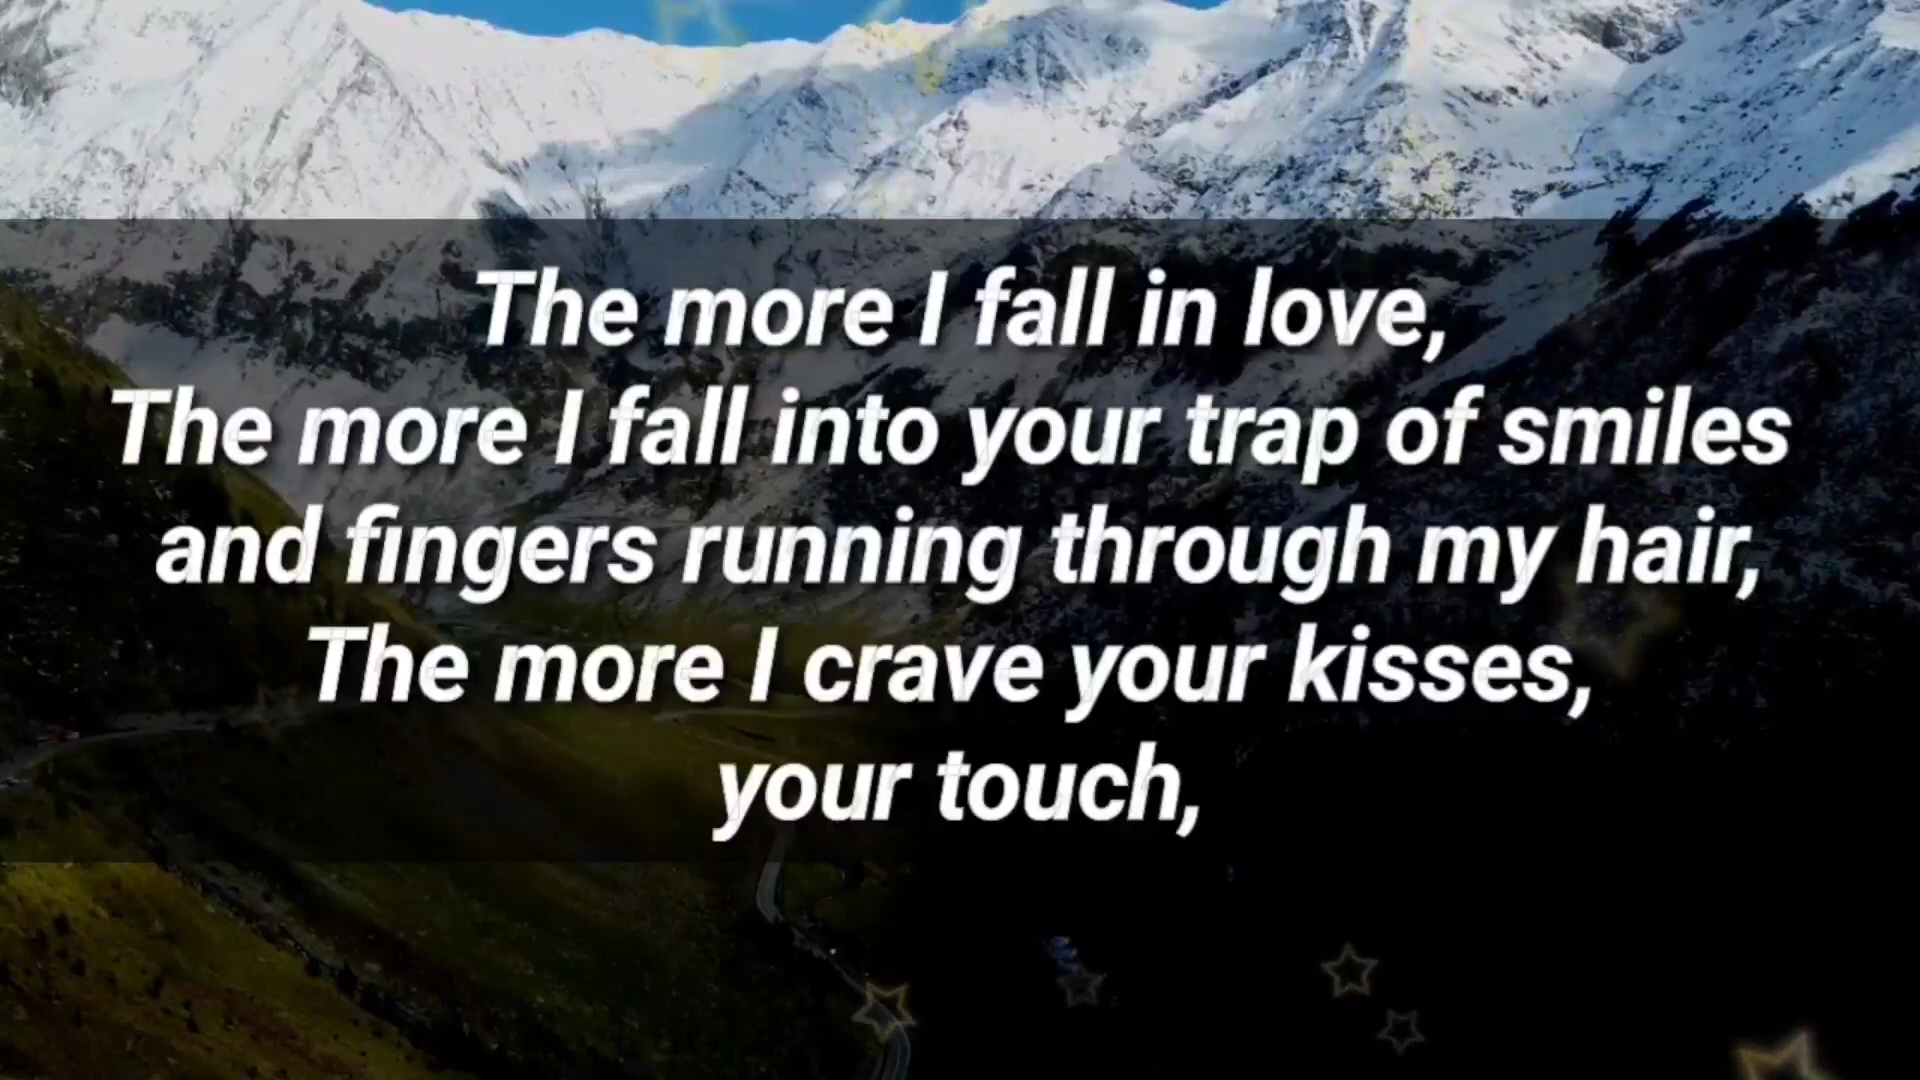 The more I fall in love,
The more I fall into your trap of smiles
and fingers running through my hair,
The more I crave your kisses,
your touch,